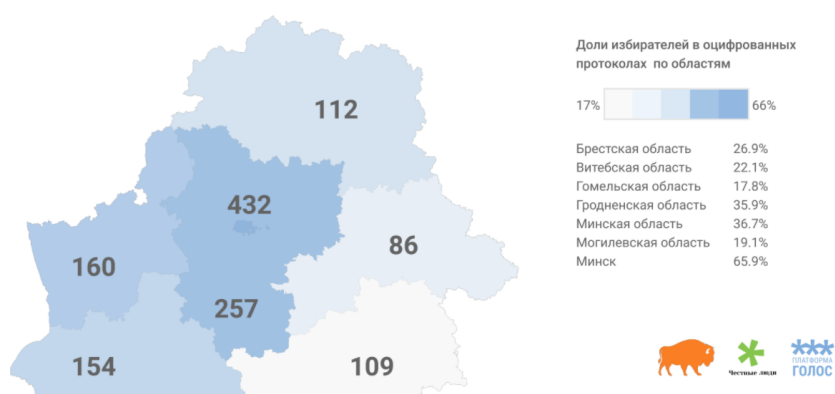 112
432
86
160
257
154
109
Доли избирателей в оцифрованных
протоколах по областям
17% 66%
Брестская область 26.9%
Витебская область 22.1%
Гомельская область 17.8%
Гродненская область 35.9%
Минская область 36.7%
Могилевская область 19.1%
Минск 65.9%
Честные люди
ПЛАТФОРМА
ГОЛОС